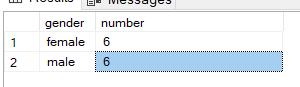 Results Messages
gender number
1 female 6
2 male 6